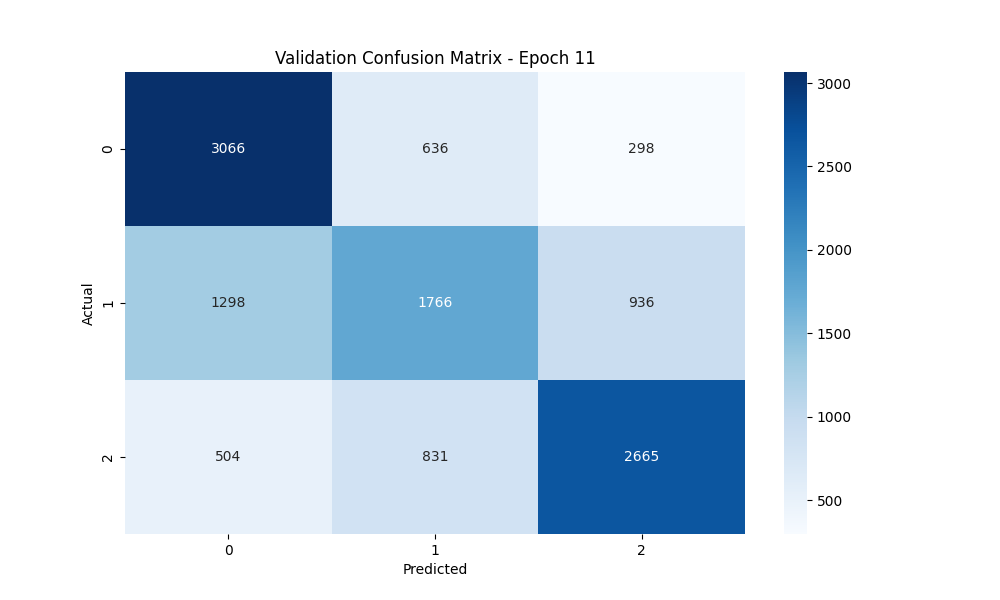 Validation Confusion Matrix - Epoch 11
3066 636 298
1298 1766 936
504 831 2665
0
1
2
Actual
0 1 2
Predicted
3000
2500
2000
1500
1000
500